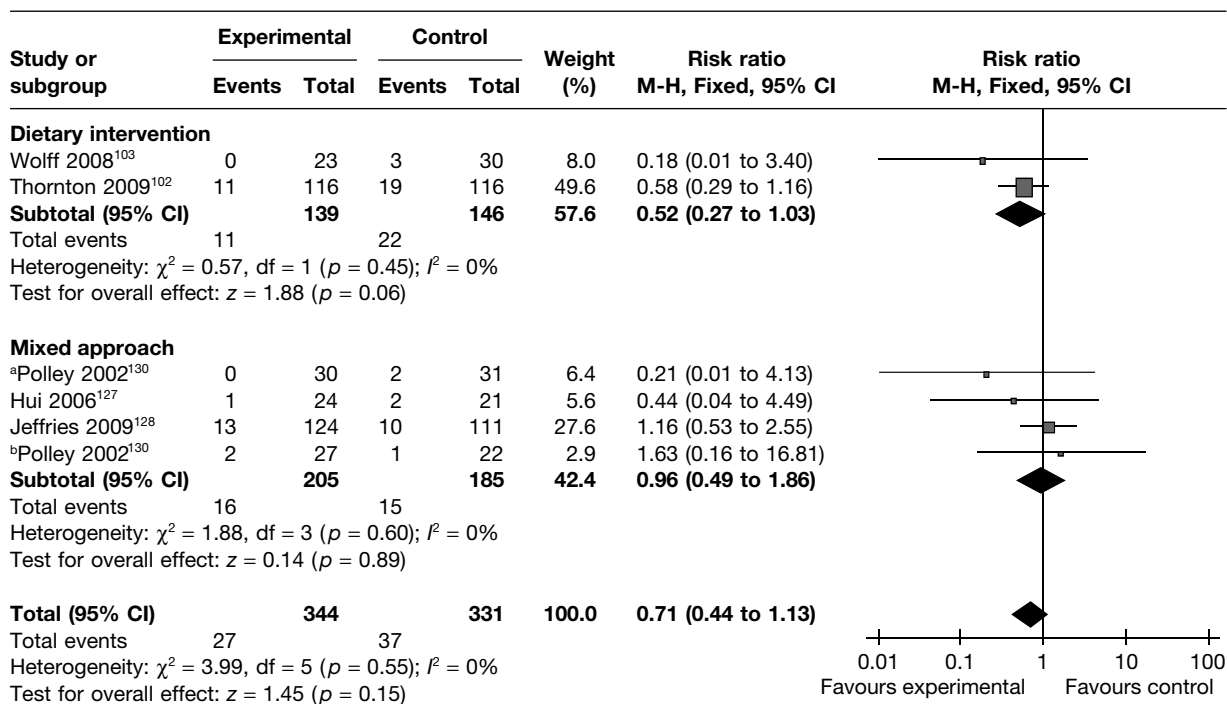 Experimental Control
Study or subgroup Events Total Events Total Weight (%) Risk ratio M-H, Fixed, 95% CI Risk ratio M-H, Fixed, 95% CI
Dietary intervention
Wolff 2008¹⁰³ 0 23 3 30 8.0 0.18 (0.01 to 3.40)
Thornton 2009¹⁰² 11 116 19 116 49.6 0.58 (0.29 to 1.16)
Subtotal (95% CI) 139 146 57.6 0.52 (0.27 to 1.03)
Total events 11 22
Heterogeneity: χ² = 0.57, df = 1 (p = 0.45); I² = 0%
Test for overall effect: z = 1.88 (p = 0.06)
Mixed approach
ᵃPolley 2002¹³⁰ 0 30 2 31 6.4 0.21 (0.01 to 4.13)
Hui 2006¹²⁷ 1 24 2 21 5.6 0.44 (0.04 to 4.49)
Jeffries 2009¹²⁸ 13 124 10 111 27.6 1.16 (0.53 to 2.55)
ᵇPolley 2002¹³⁰ 2 27 1 22 2.9 1.63 (0.16 to 16.81)
Subtotal (95% CI) 205 185 42.4 0.96 (0.49 to 1.86)
Total events 16 15
Heterogeneity: χ² = 1.88, df = 3 (p = 0.60); I² = 0%
Test for overall effect: z = 0.14 (p = 0.89)
Total (95% CI) 344 331 100.0 0.71 (0.44 to 1.13)
Total events 27 37
Heterogeneity: χ² = 3.99, df = 5 (p = 0.55); I² = 0%
Test for overall effect: z = 1.45 (p = 0.15)
0.01 0.1 1 10 100
Favours experimental Favours control